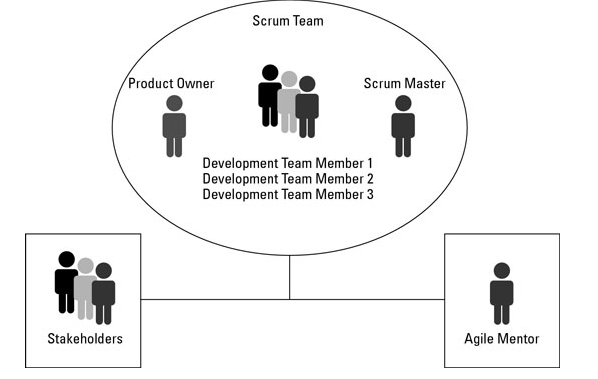 Scrum Team
Product Owner
Scrum Master
Development Team Member 1
Development Team Member 2
Development Team Member 3
Stakeholders
Agile Mentor